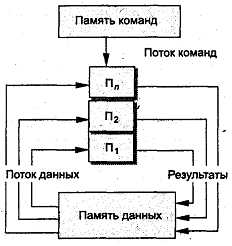 Память команд
Поток команд
Пn
П2
П1
Поток данных
Результаты
Память данных